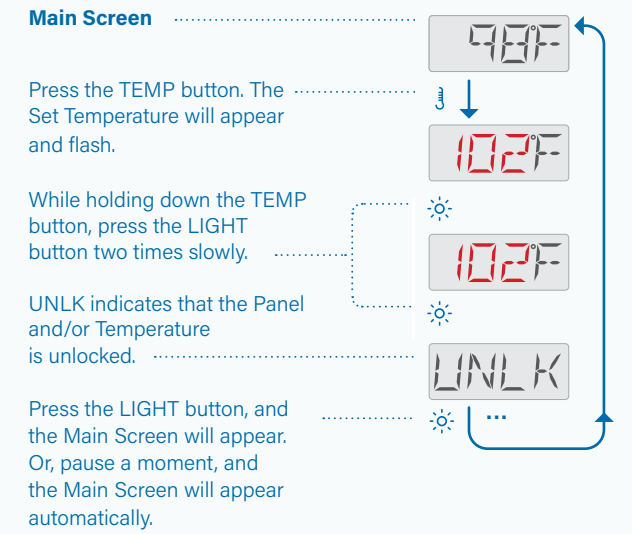 Main Screen
98°F
Press the TEMP button. The
Set Temperature will appear
and flash.
102°F
While holding down the TEMP
button, press the LIGHT
button two times slowly.
102°F
UNLK indicates that the Panel
and/or Temperature
is unlocked.
UNLK
Press the LIGHT button, and
the Main Screen will appear.
Or, pause a moment, and
the Main Screen will appear
automatically.
...